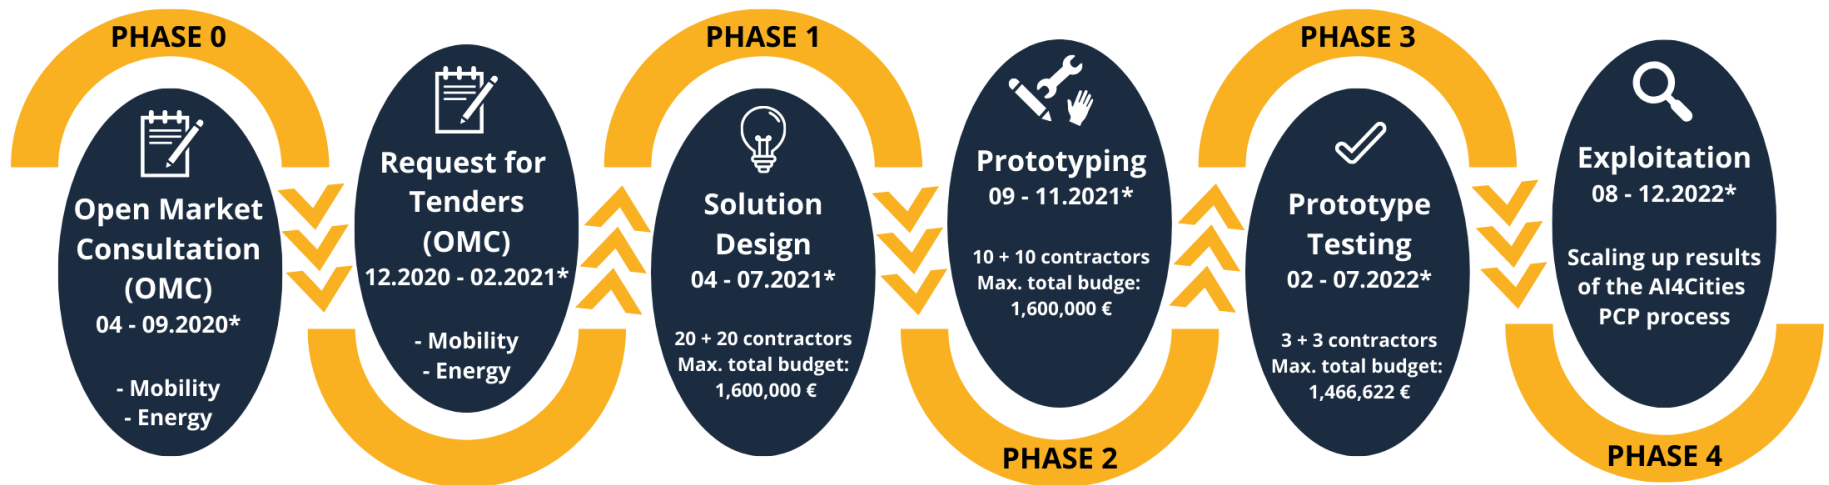 PHASE 0
Open Market
Consultation
(OMC)
04 - 09.2020*
- Mobility
- Energy
Request for
Tenders
(OMC)
12.2020 - 02.2021*
- Mobility
- Energy
PHASE 1
Solution
Design
04 - 07.2021*
20 + 20 contractors
Max. total budget:
1,600,000 €
Prototyping
09 - 11.2021*
10 + 10 contractors
Max. total budge:
1,600,000 €
PHASE 2
PHASE 3
Prototype
Testing
02 - 07.2022*
3 + 3 contractors
Max. total budget:
1,466,622 €
Exploitation
08 - 12.2022*
Scaling up results
of the AI4Cities
PCP process
PHASE 4